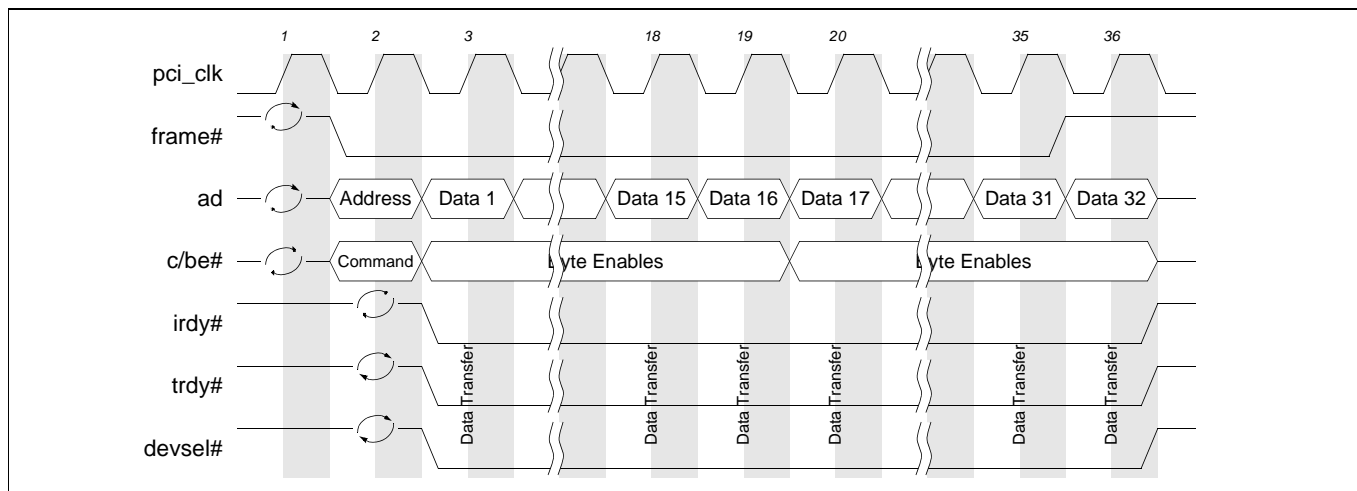 1 2 3 18 19 20 35 36
pci_clk
frame#
ad Address Data 1 Data 15 Data 16 Data 17 Data 31 Data 32
c/be# Command Byte Enables Byte Enables
irdy#
trdy#
Data Transfer
Data Transfer
Data Transfer
Data Transfer
Data Transfer
Data Transfer
devsel#